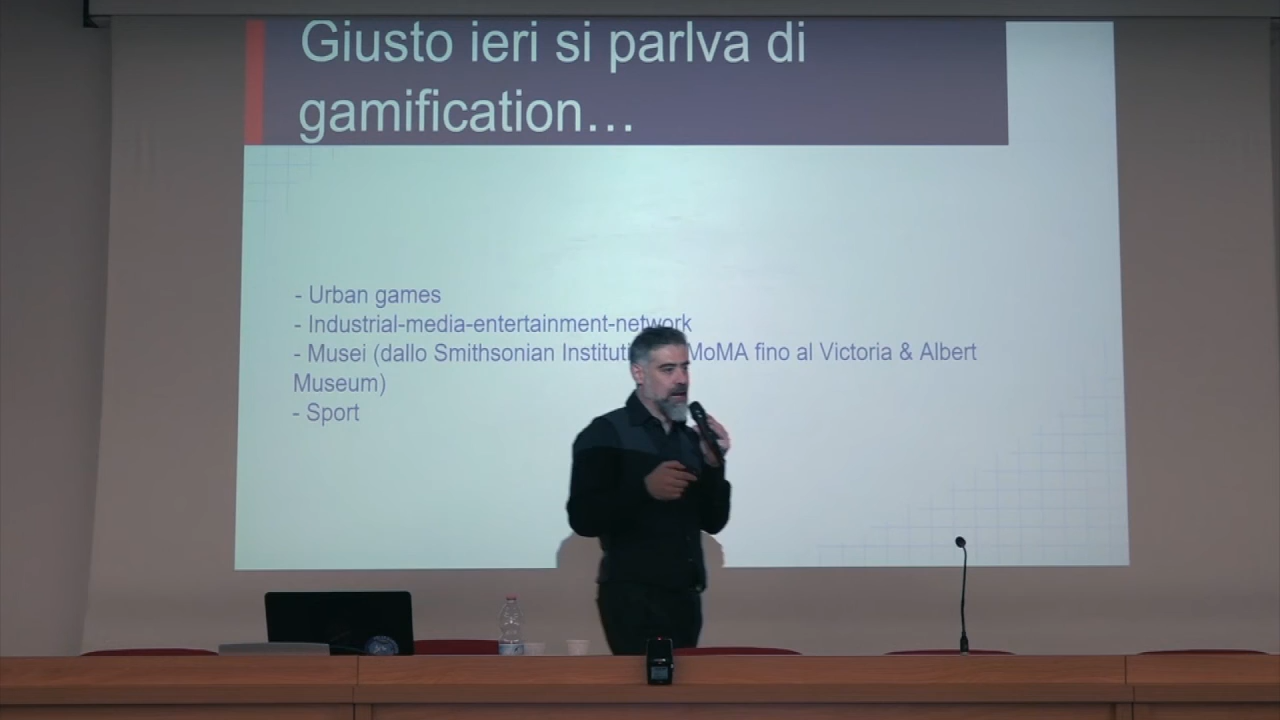 Giusto ieri si parlva di
gamification…
- Urban games
- Industrial-media-entertainment-network
- Musei (dallo Smithsonian Instituti MoMA fino al Victoria & Albert
Museum)
- Sport